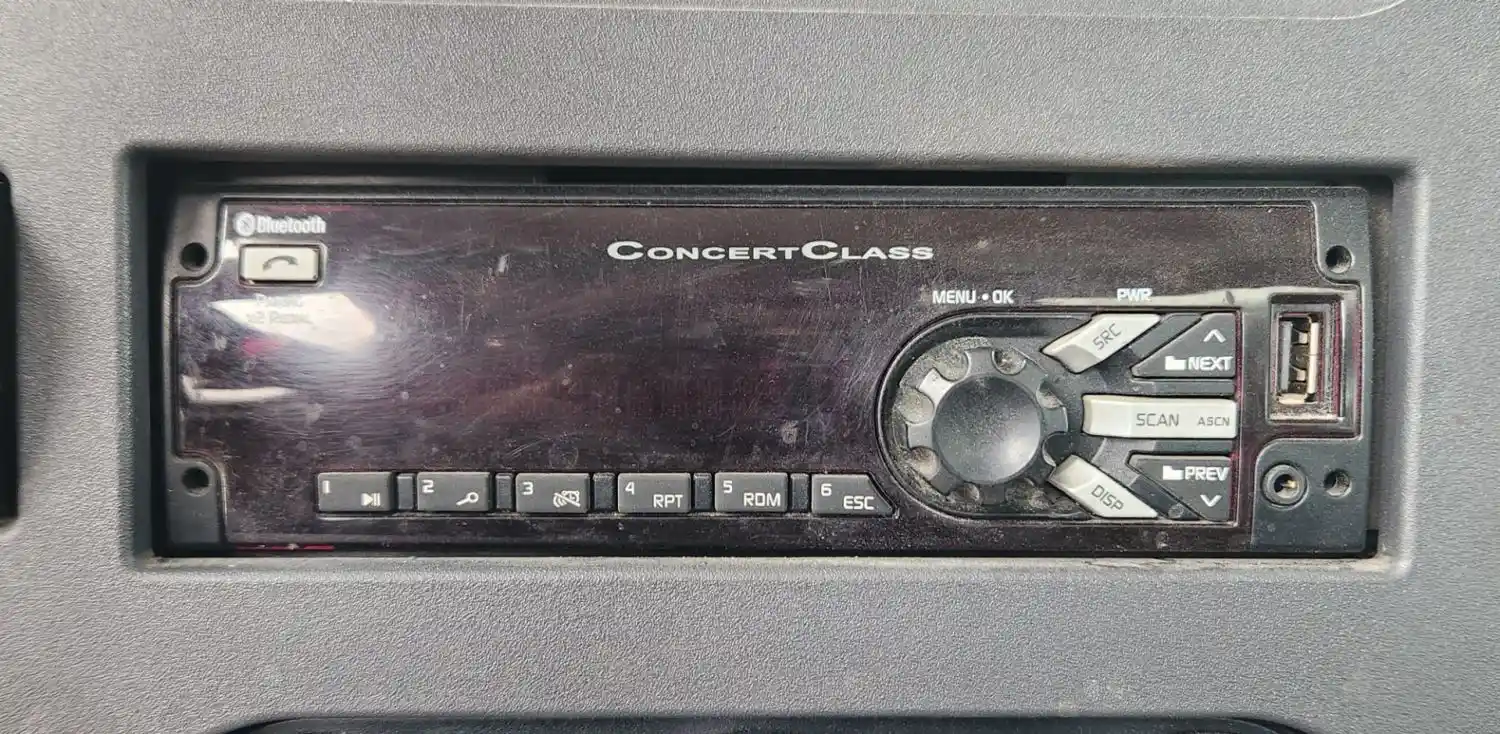 Bluetooth
CONCERTCLASS
MENU • OK
PWR
SRC
NEXT
SCAN ASCN
PREV
DISP
1
2
3
4 RPT
5 RDM
6 ESC